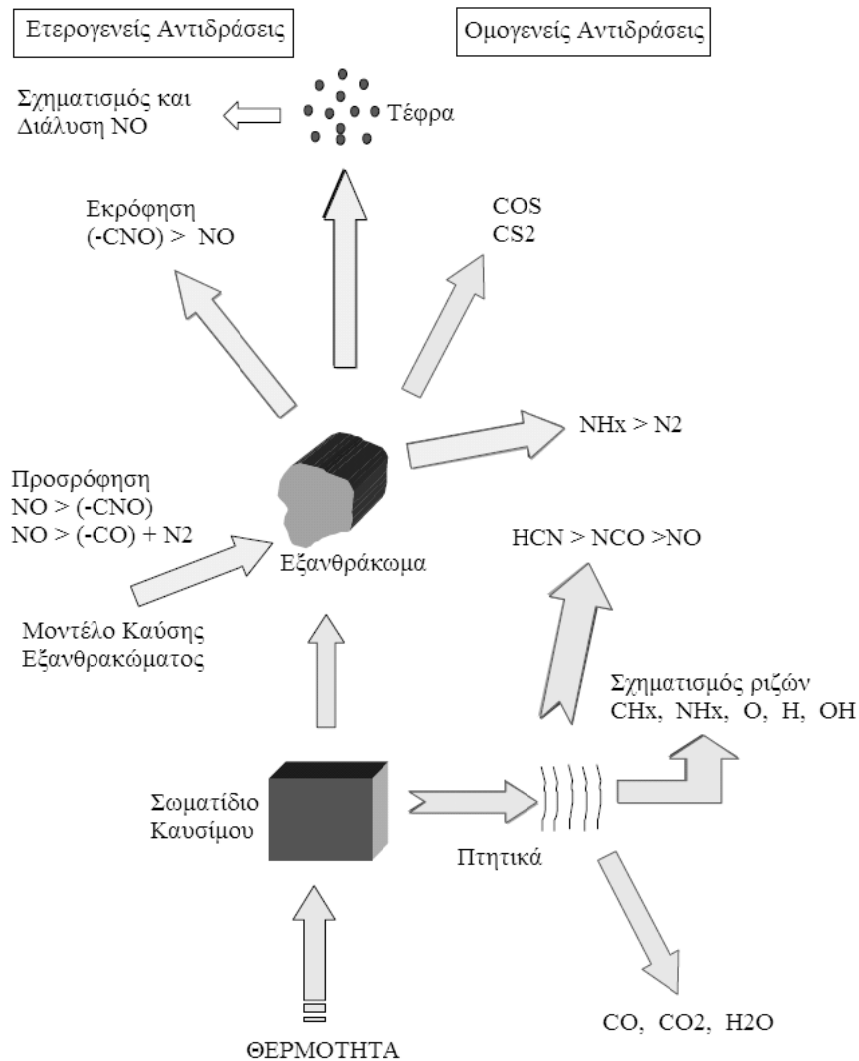 Ετερογενείς Αντιδράσεις
Ομογενείς Αντιδράσεις
Σχηματισμός και
Διάλυση NO
Τέφρα
Εκρόφηση
(-CNO) > NO
COS
CS2
NHx > N2
Προσρόφηση
NO > (-CNO)
NO > (-CO) + N2
HCN > NCO >NO
Εξανθράκωμα
Μοντέλο Καύσης
Εξανθρακώματος
Σχηματισμός ριζών
CHx, NHx, O, H, OH
Σωματίδιο
Καυσίμου
Πτητικά
CO, CO2, H2O
ΘΕΡΜΟΤΗΤΑ